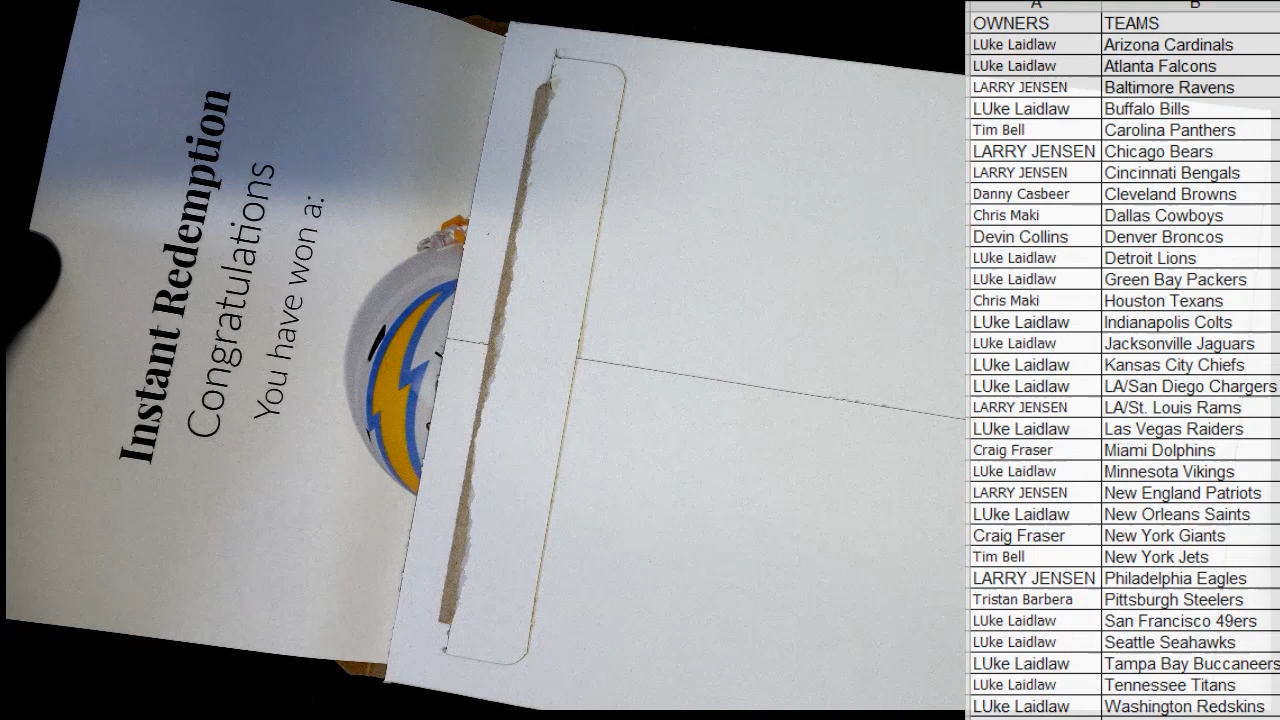 Instant Redemption
Congratulations
You have won a:
A B
OWNERS TEAMS
LUke Laidlaw Arizona Cardinals
LUke Laidlaw Atlanta Falcons
LARRY JENSEN Baltimore Ravens
LUke Laidlaw Buffalo Bills
Tim Bell Carolina Panthers
LARRY JENSEN Chicago Bears
LARRY JENSEN Cincinnati Bengals
Danny Casbeer Cleveland Browns
Chris Maki Dallas Cowboys
Devin Collins Denver Broncos
LUke Laidlaw Detroit Lions
LUke Laidlaw Green Bay Packers
Chris Maki Houston Texans
LUke Laidlaw Indianapolis Colts
LUke Laidlaw Jacksonville Jaguars
LUke Laidlaw Kansas City Chiefs
LUke Laidlaw LA/San Diego Chargers
LARRY JENSEN LA/St. Louis Rams
LUke Laidlaw Las Vegas Raiders
Craig Fraser Miami Dolphins
LUke Laidlaw Minnesota Vikings
LARRY JENSEN New England Patriots
LUke Laidlaw New Orleans Saints
Craig Fraser New York Giants
Tim Bell New York Jets
LARRY JENSEN Philadelphia Eagles
Tristan Barbera Pittsburgh Steelers
LUke Laidlaw San Francisco 49ers
LUke Laidlaw Seattle Seahawks
LUke Laidlaw Tampa Bay Buccaneers
LUke Laidlaw Tennessee Titans
LUke Laidlaw Washington Redskins